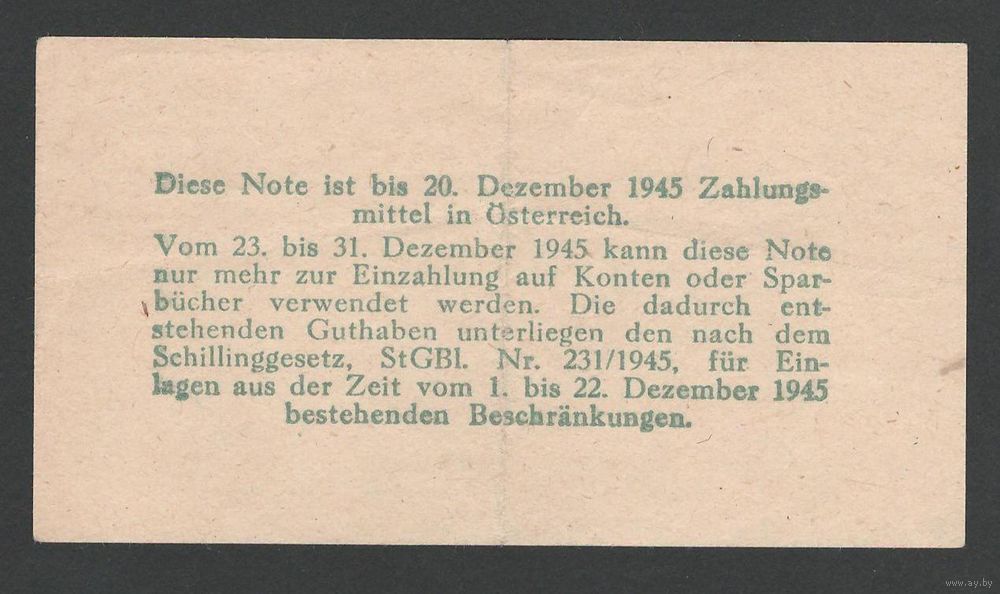 Diese Note ist bis 20. Dezember 1945 Zahlungs-
mittel in Österreich.
Vom 23. bis 31. Dezember 1945 kann diese Note
nur mehr zur Einzahlung auf Konten oder Spar-
bücher verwendet werden. Die dadurch ent-
stehenden Guthaben unterliegen den nach dem
Schillinggesetz, StGBl. Nr. 231/1945, für Ein-
lagen aus der Zeit vom 1. bis 22. Dezember 1945
bestehenden Beschränkungen.
www.ay.by